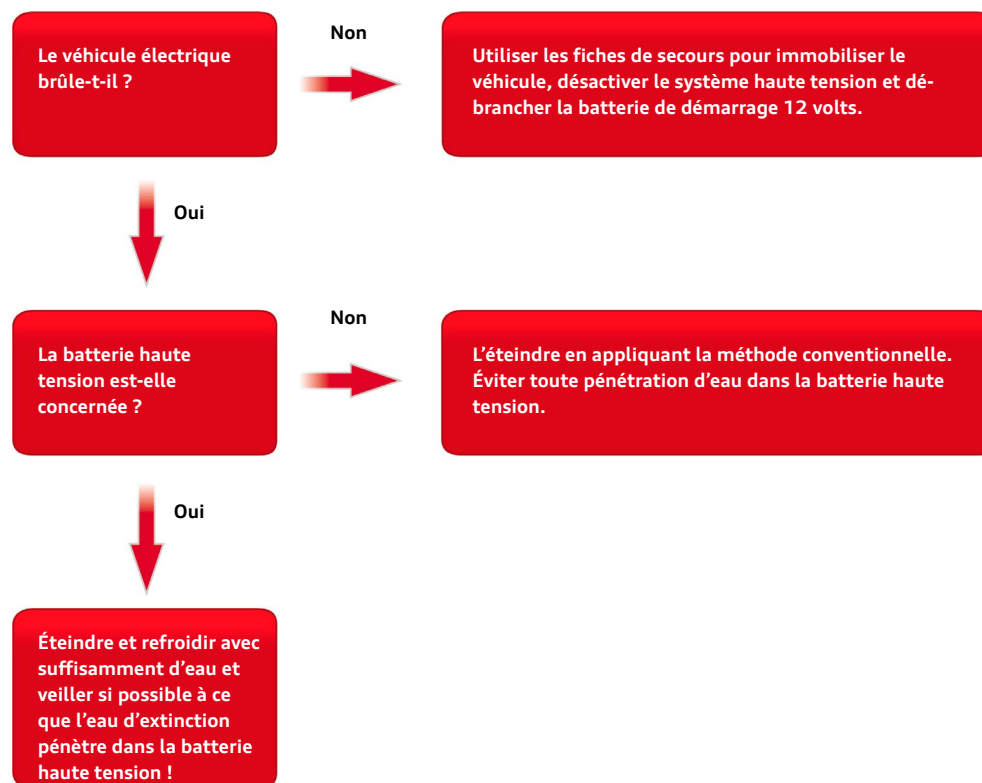 Le véhicule électrique
brûle-t-il ?
Non
Utiliser les fiches de secours pour immobiliser le
véhicule, désactiver le système haute tension et dé-
brancher la batterie de démarrage 12 volts.
Oui
La batterie haute
tension est-elle
concernée ?
Non
L’éteindre en appliquant la méthode conventionnelle.
Éviter toute pénétration d’eau dans la batterie haute
tension.
Oui
Éteindre et refroidir avec
suffisamment d’eau et
veiller si possible à ce
que l’eau d’extinction
pénètre dans la batterie
haute tension !